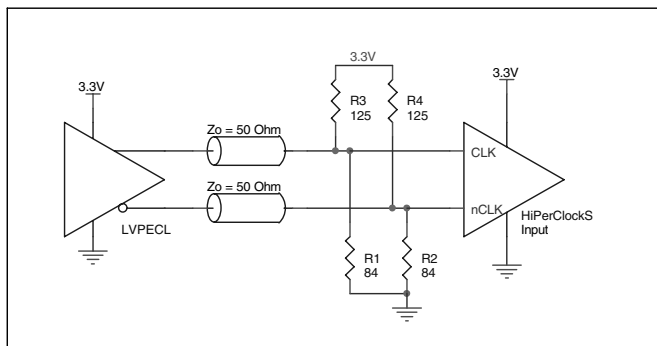 3.3V
3.3V
3.3V
R3
125
R4
125
Zo = 50 Ohm
CLK
Zo = 50 Ohm
nCLK
HiPerClockS
Input
LVPECL
R1
84
R2
84